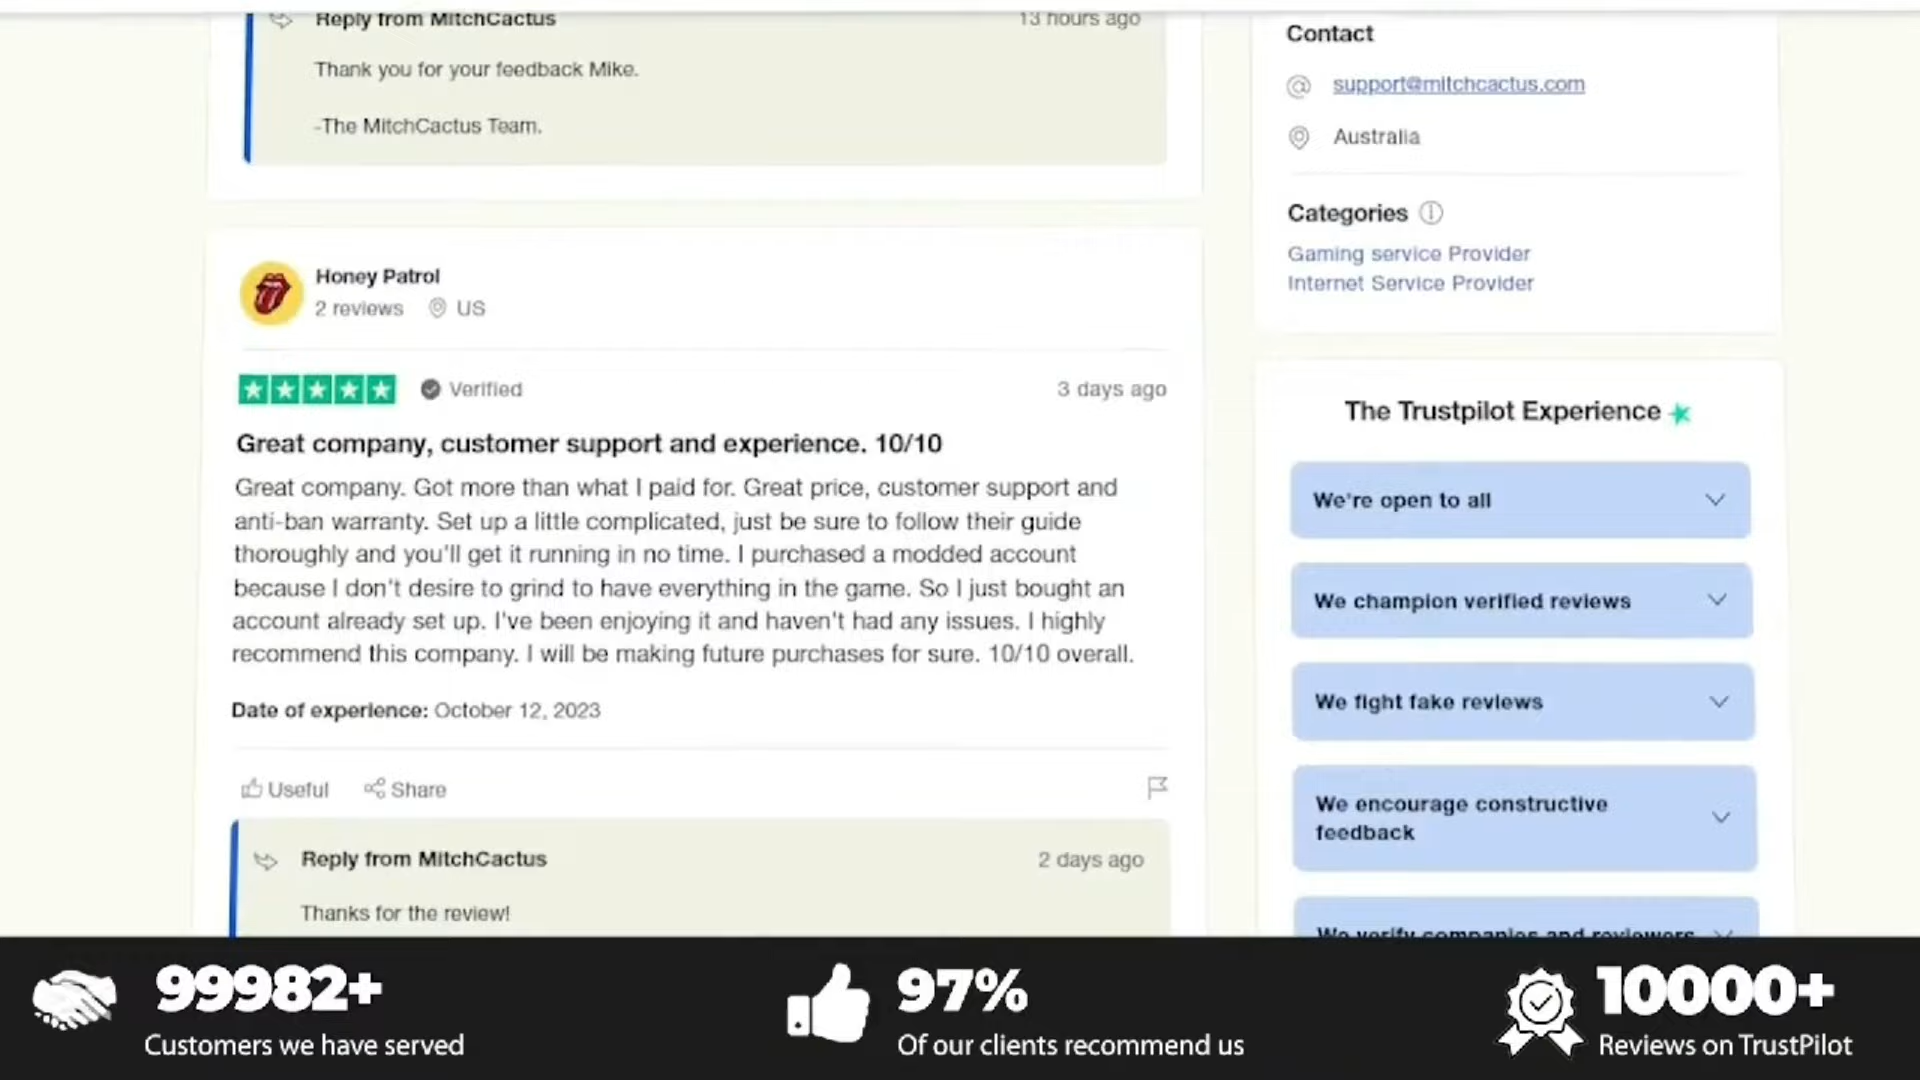 Reply from MitchCactus
13 hours ago
Thank you for your feedback Mike.
-The MitchCactus Team.
Honey Patrol
2 reviews US
Verified
3 days ago
Great company, customer support and experience. 10/10
Great company. Got more than what I paid for. Great price, customer support and
anti-ban warranty. Set up a little complicated, just be sure to follow their guide
thoroughly and you'll get it running in no time. I purchased a modded account
because I don't desire to grind to have everything in the game. So I just bought an
account already set up. I've been enjoying it and haven't had any issues. I highly
recommend this company. I will be making future purchases for sure. 10/10 overall.
Date of experience: October 12, 2023
Useful Share
Reply from MitchCactus
2 days ago
Thanks for the review!
Contact
support@mitchcactus.com
Australia
Categories
Gaming service Provider
Internet Service Provider
The Trustpilot Experience
We're open to all
We champion verified reviews
We fight fake reviews
We encourage constructive
feedback
We verify companies and reviewers
99982+
Customers we have served
97%
Of our clients recommend us
10000+
Reviews on TrustPilot